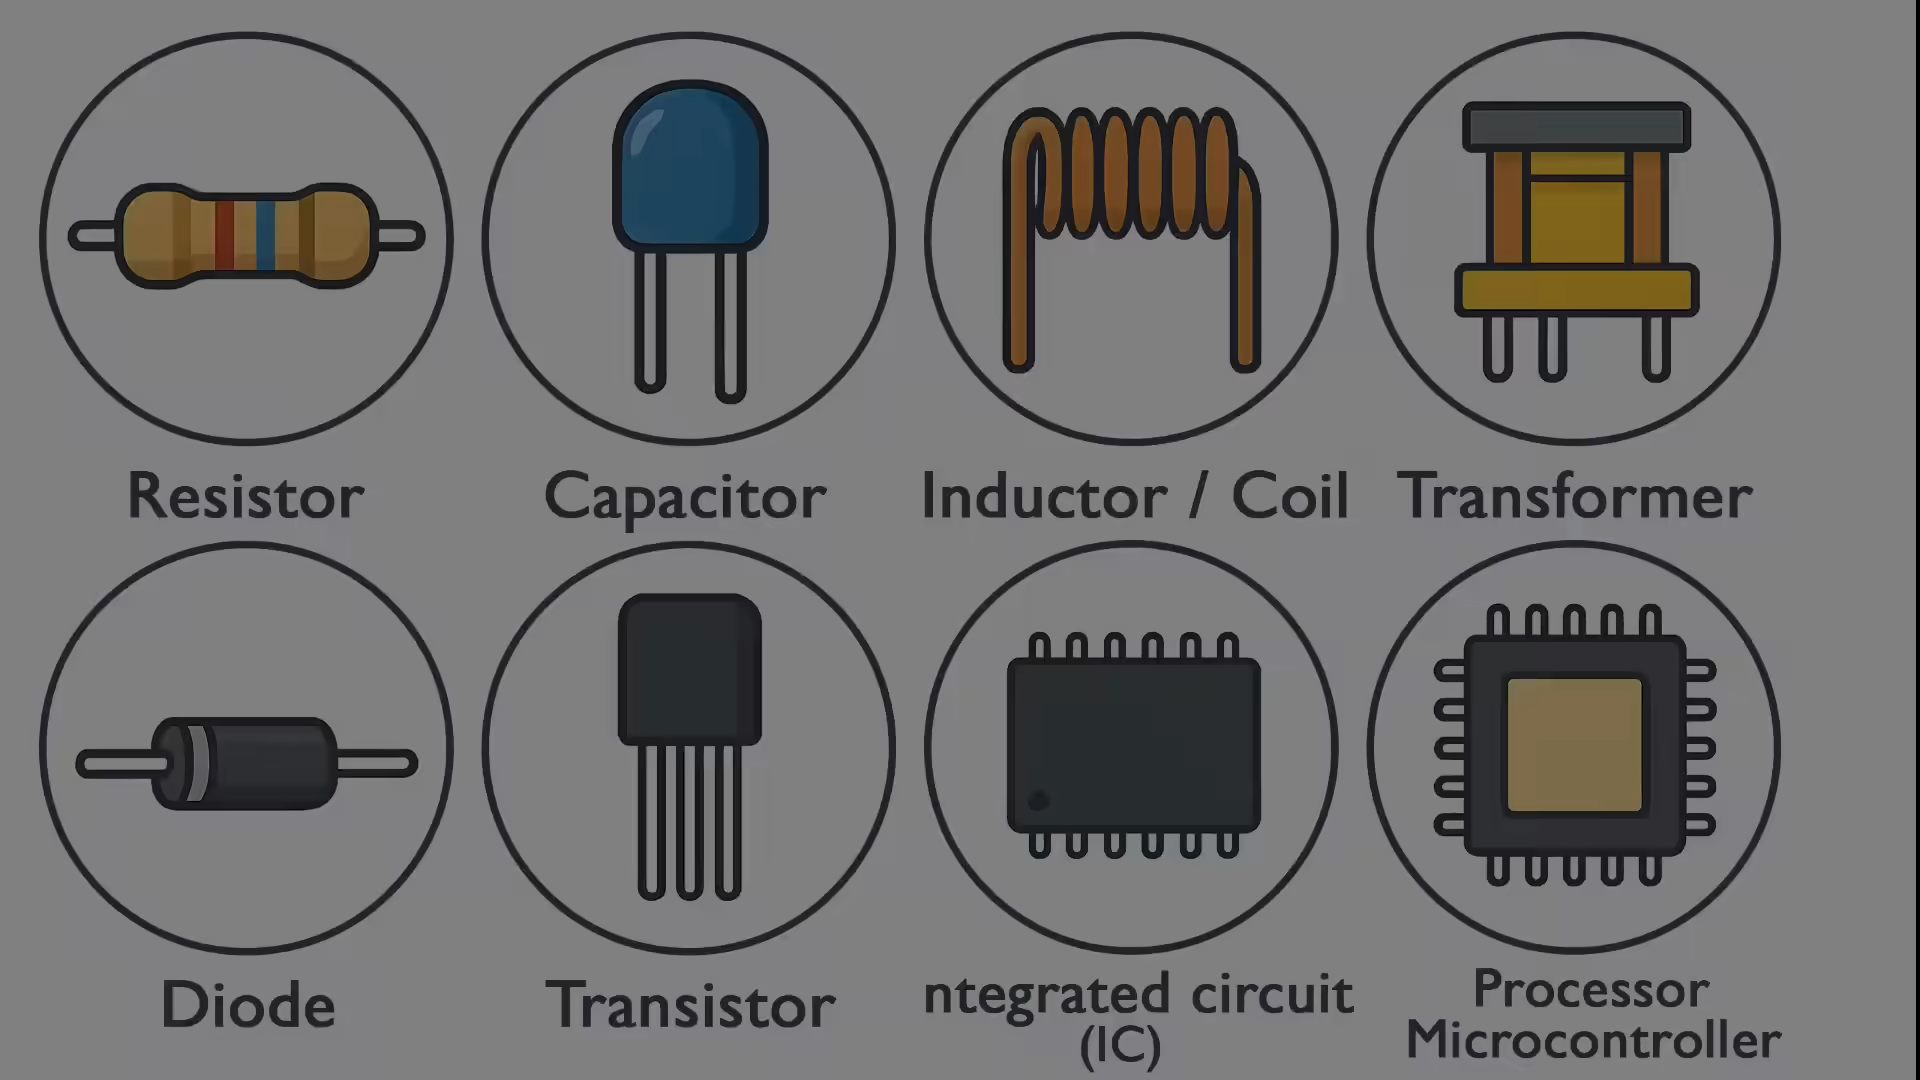 Resistor
Capacitor
Inductor / Coil
Transformer
Diode
Transistor
ntegrated circuit
(IC)
Processor
Microcontroller